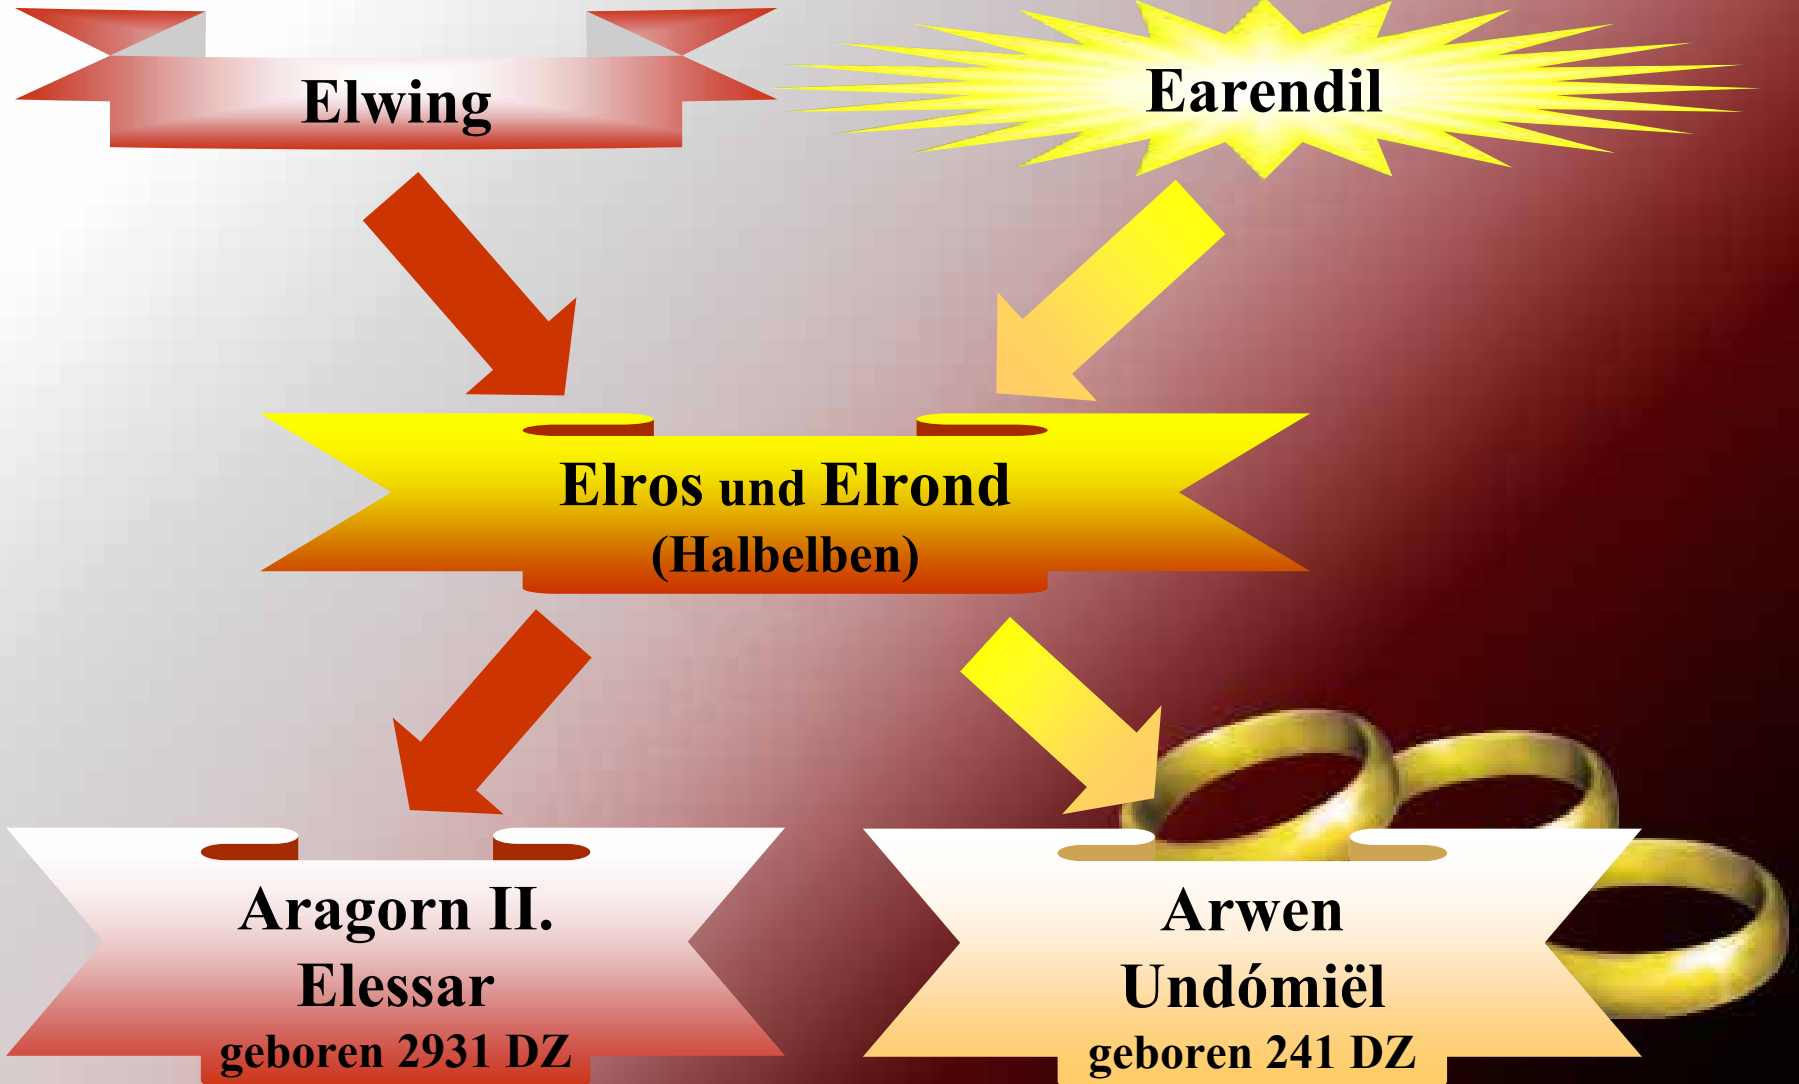 Elwing
Earendil
Elros und Elrond
(Halbelben)
Aragorn II.
Elessar
geboren 2931 DZ
Arwen
Undómiël
geboren 241 DZ